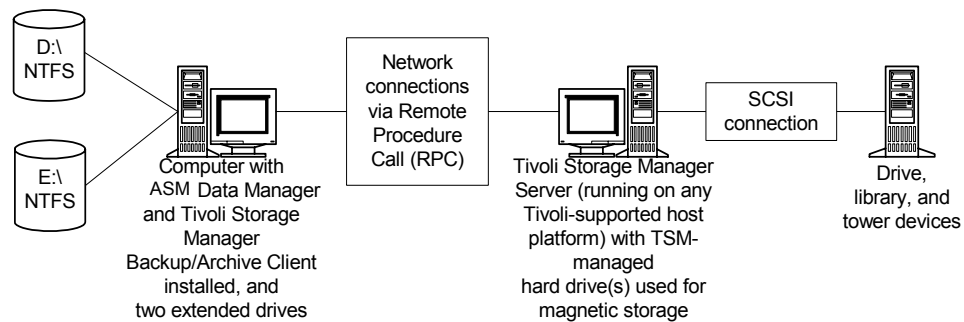 D:\
NTFS
E:\
NTFS
Computer with
ASM Data Manager
and Tivoli Storage
Manager
Backup/Archive Client
installed, and
two extended drives
Network
connections
via Remote
Procedure
Call (RPC)
Tivoli Storage Manager
Server (running on any
Tivoli-supported host
platform) with TSM-
managed
hard drive(s) used for
magnetic storage
SCSI
connection
Drive,
library, and
tower devices